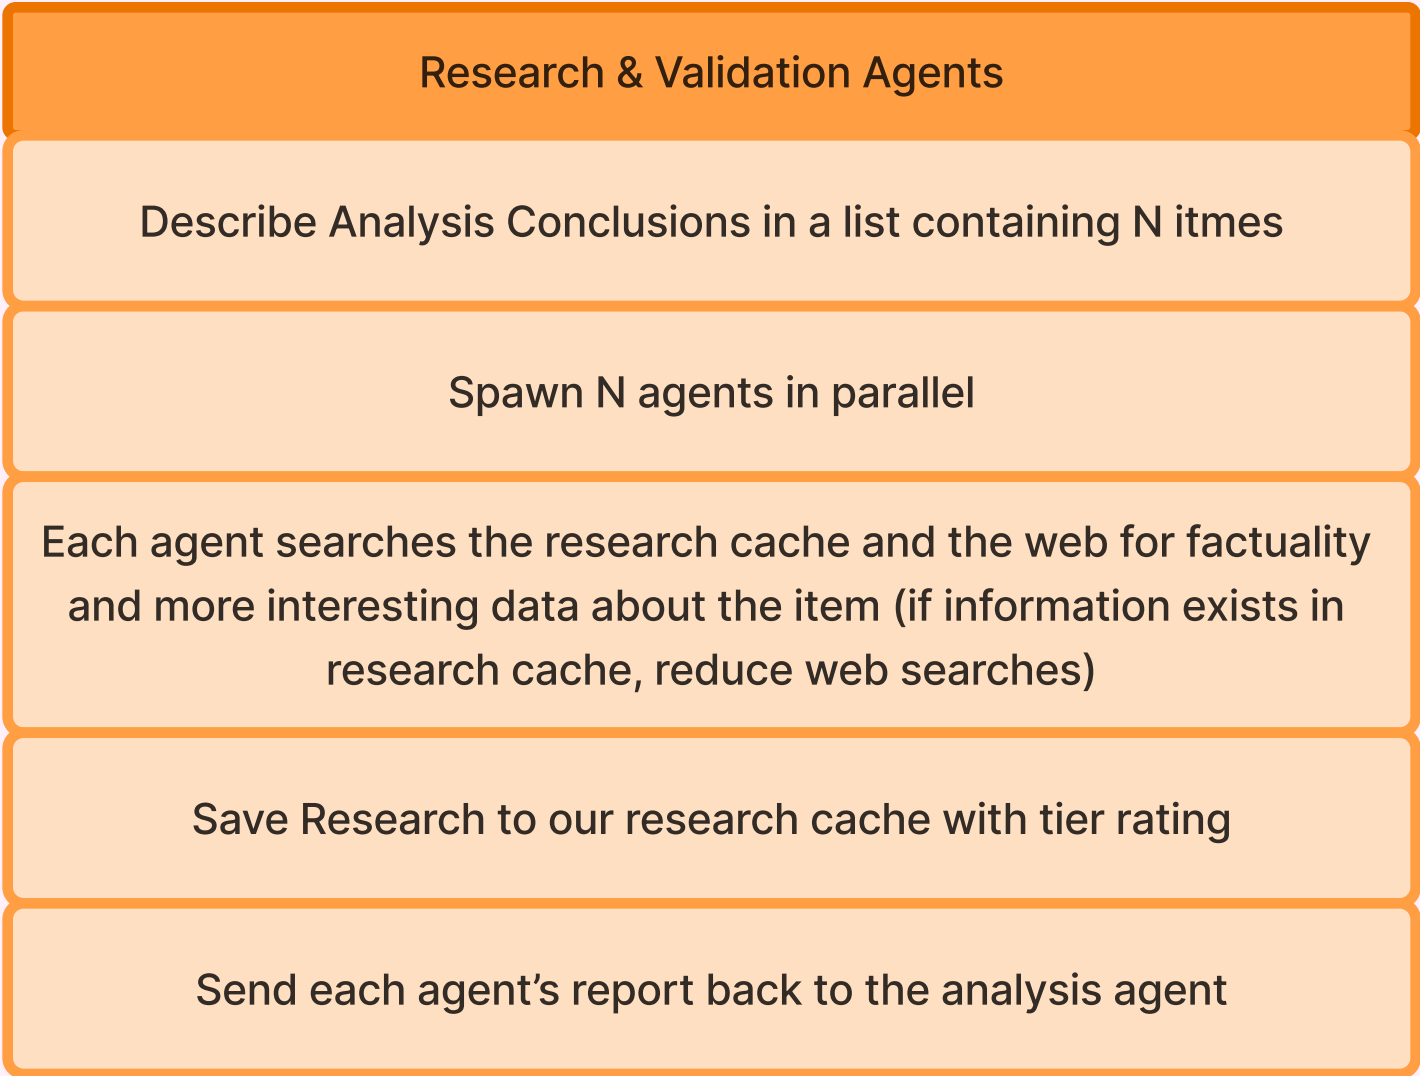 Research & Validation Agents
Describe Analysis Conclusions in a list containing N itmes
Spawn N agents in parallel
Each agent searches the research cache and the web for factuality
and more interesting data about the item (if information exists in
research cache, reduce web searches)
Save Research to our research cache with tier rating
Send each agent’s report back to the analysis agent